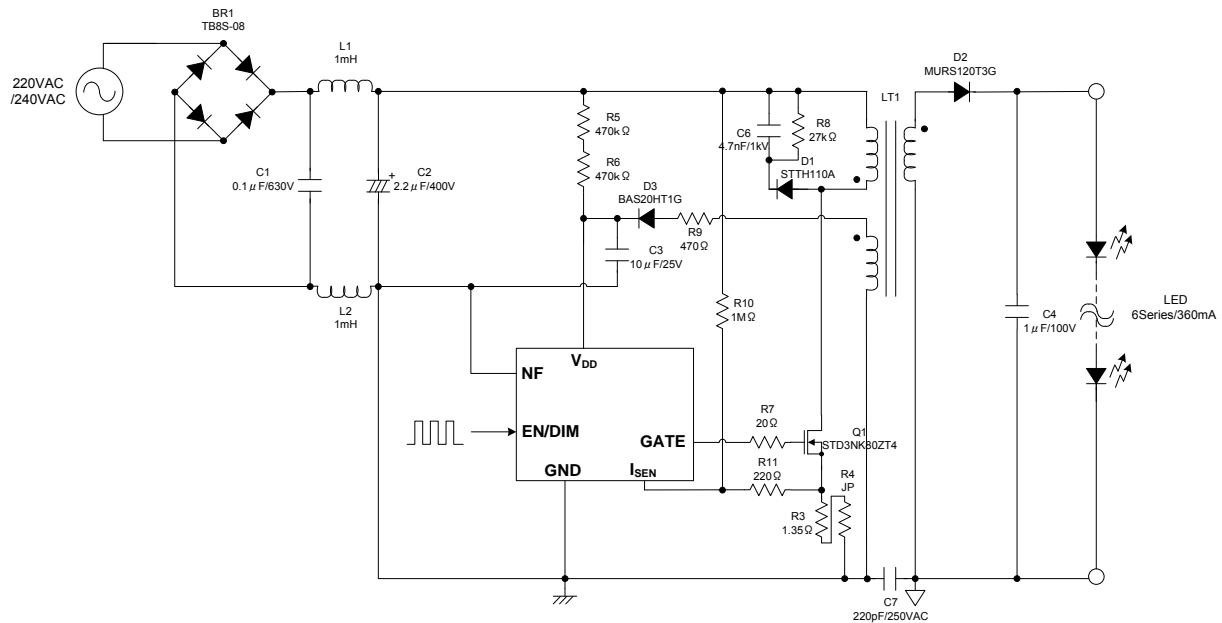 BR1
TB8S-08
220VAC
/240VAC
L1
1mH
C1
0.1μF/630V
C2
+
2.2μF/400V
L2
1mH
R5
470kΩ
R6
470kΩ
D3
BAS20HT1G
R9
470Ω
C3
10μF/25V
C6
4.7nF/1kV
R8
27kΩ
D1
STTH110A
LT1
D2
MURS120T3G
R10
1MΩ
C4
1μF/100V
LED
6Series/360mA
VDD
NF
EN/DIM
GATE
GND
ISEN
R7
20Ω
Q1
STD3NK80ZT4
R11
220Ω
R4
JP
R3
1.35Ω
C7
220pF/250VAC